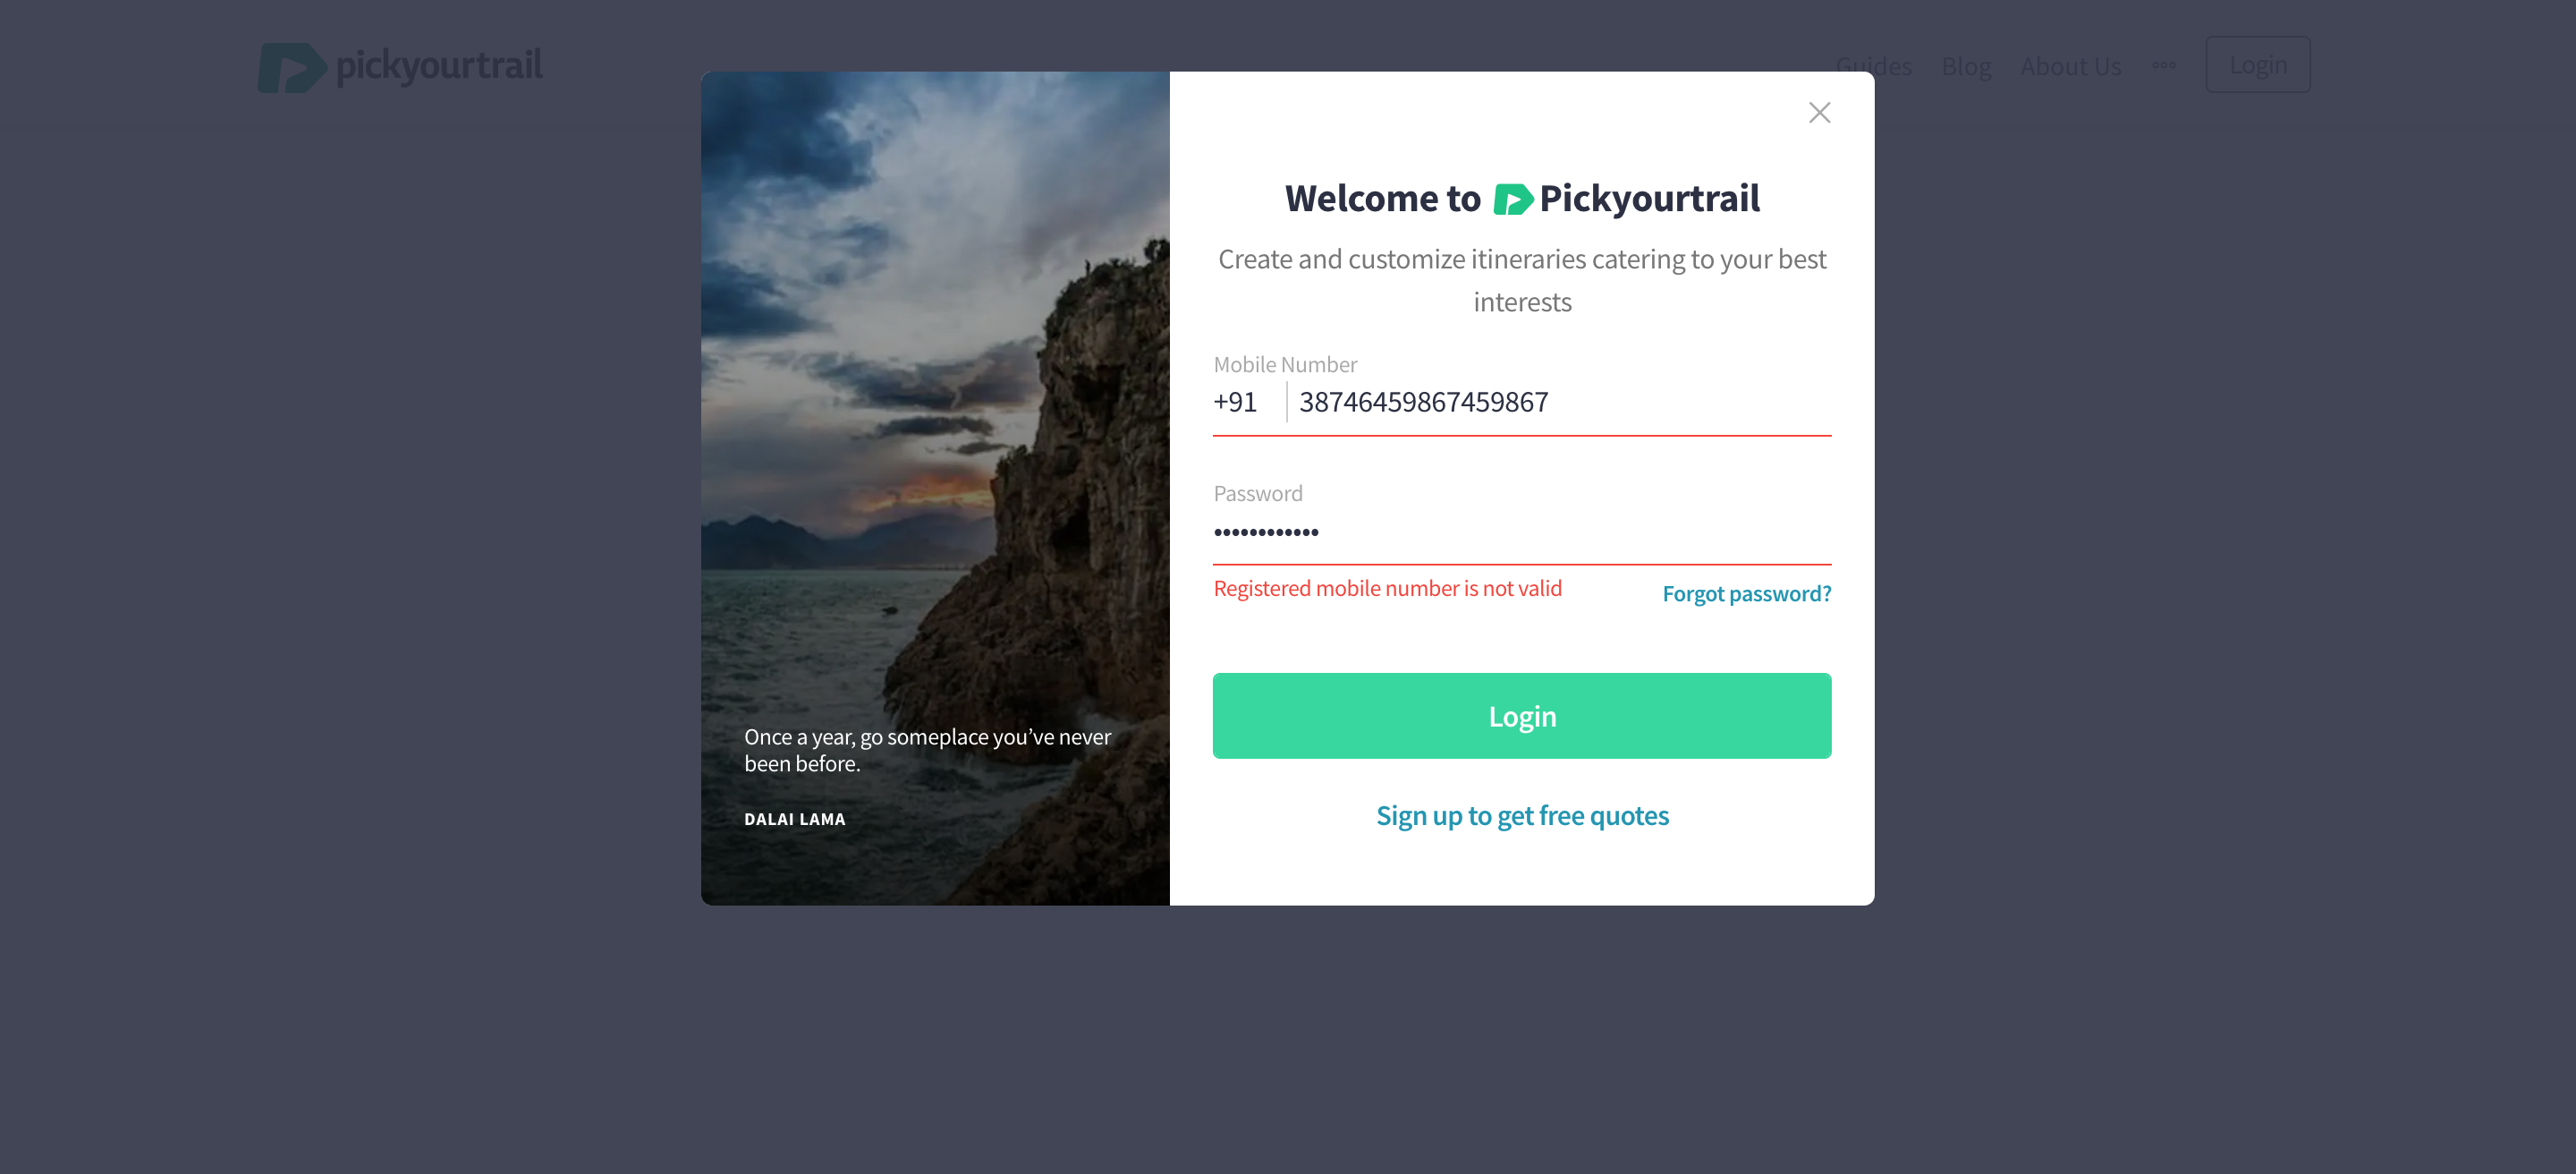 pickyourtrail
Guides Blog About Us Login
Welcome to Pickyourtrail
Create and customize itineraries catering to your best
interests
Mobile Number
+91 38746459867459867
Password
••••••••••••
Registered mobile number is not valid
Forgot password?
Login
Sign up to get free quotes
Once a year, go someplace you’ve never
been before.
DALAI LAMA